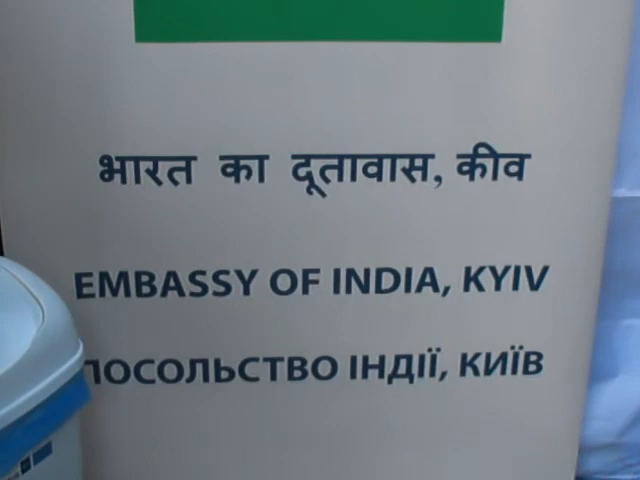 भारत का दूतावास, कीव
EMBASSY OF INDIA, KYIV
ПОСОЛЬСТВО ІНДІЇ, КИЇВ